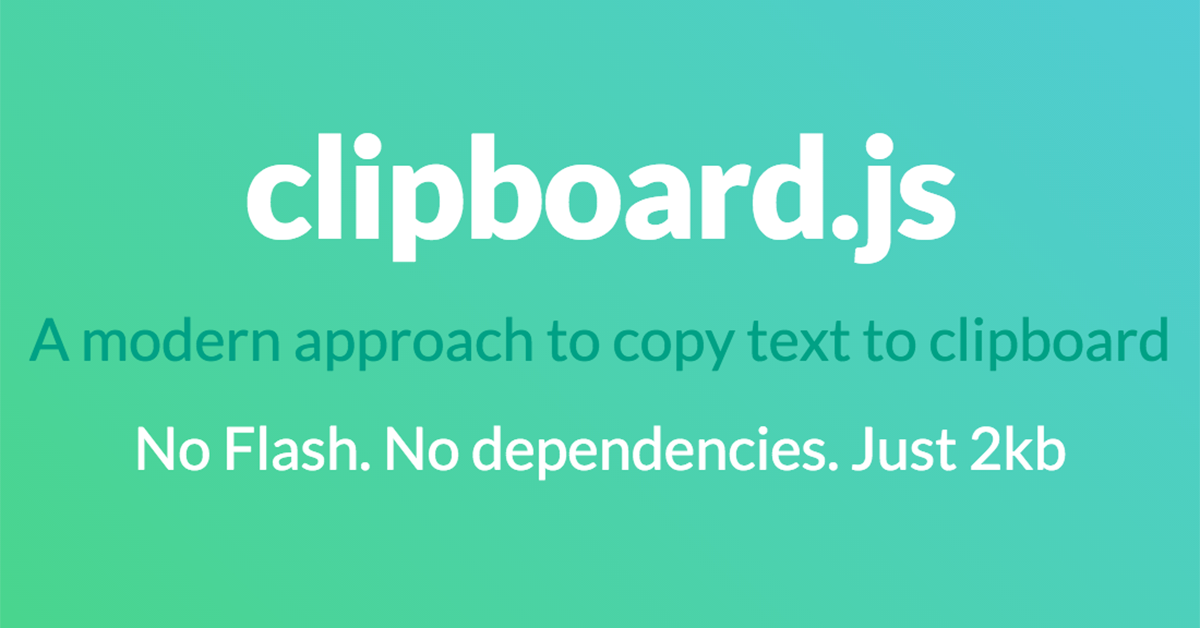 clipboard.js
A modern approach to copy text to clipboard
No Flash. No dependencies. Just 2kb